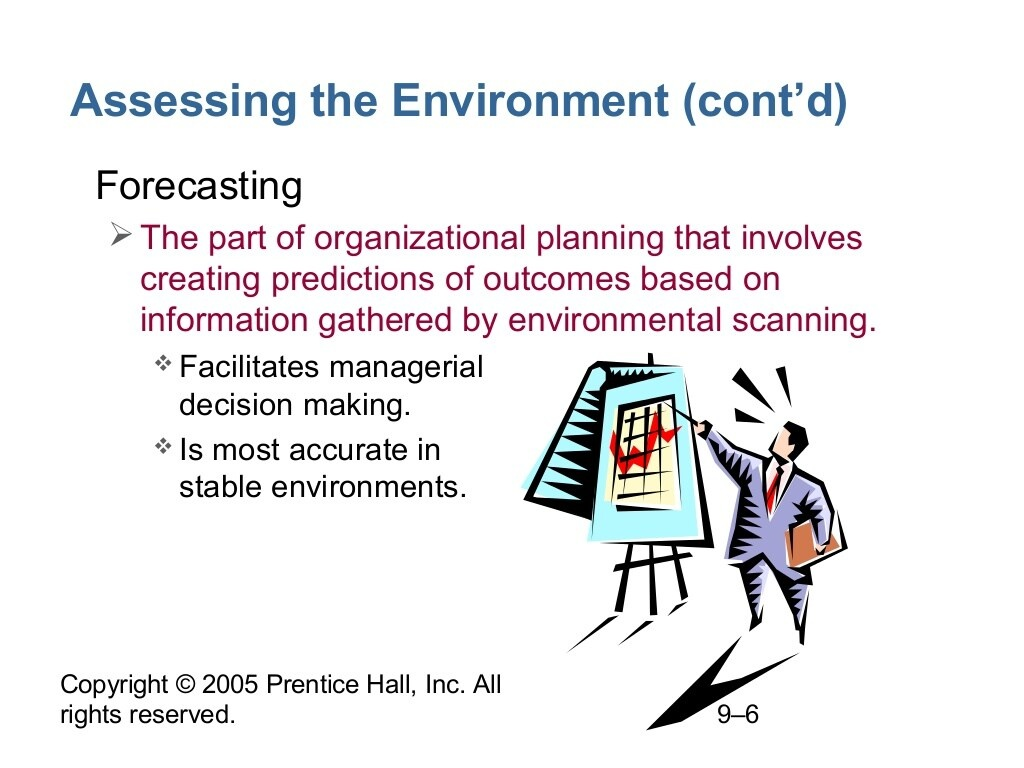 Assessing the Environment (cont’d)
Forecasting
The part of organizational planning that involves
creating predictions of outcomes based on
information gathered by environmental scanning.
Facilitates managerial
decision making.
Is most accurate in
stable environments.
Copyright © 2005 Prentice Hall, Inc. All
rights reserved.
9–6